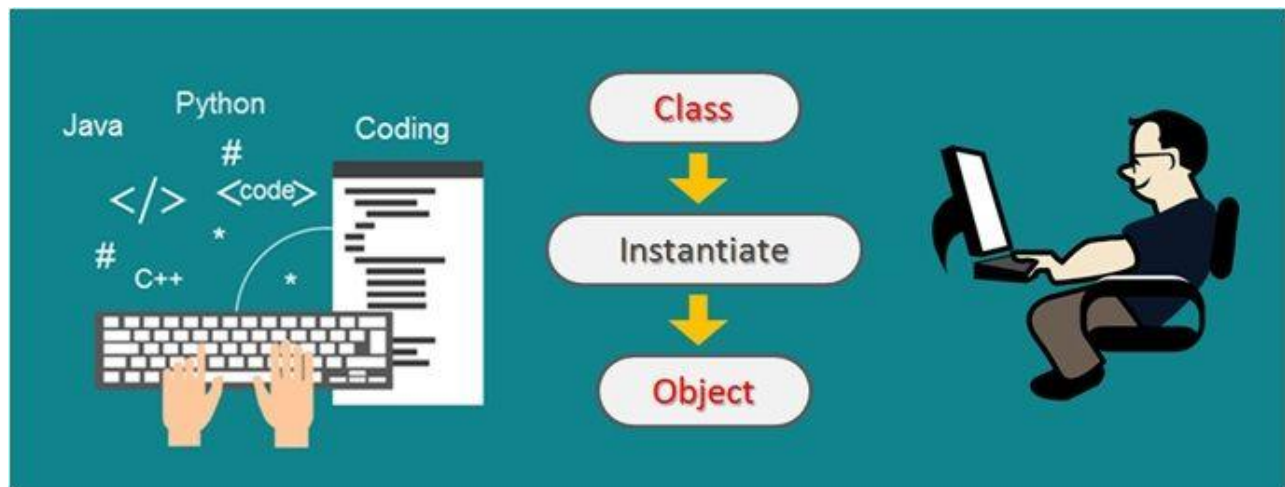 Java
Python
#
</>
<code>
#
*
C++
*
Coding
Class
Instantiate
Object